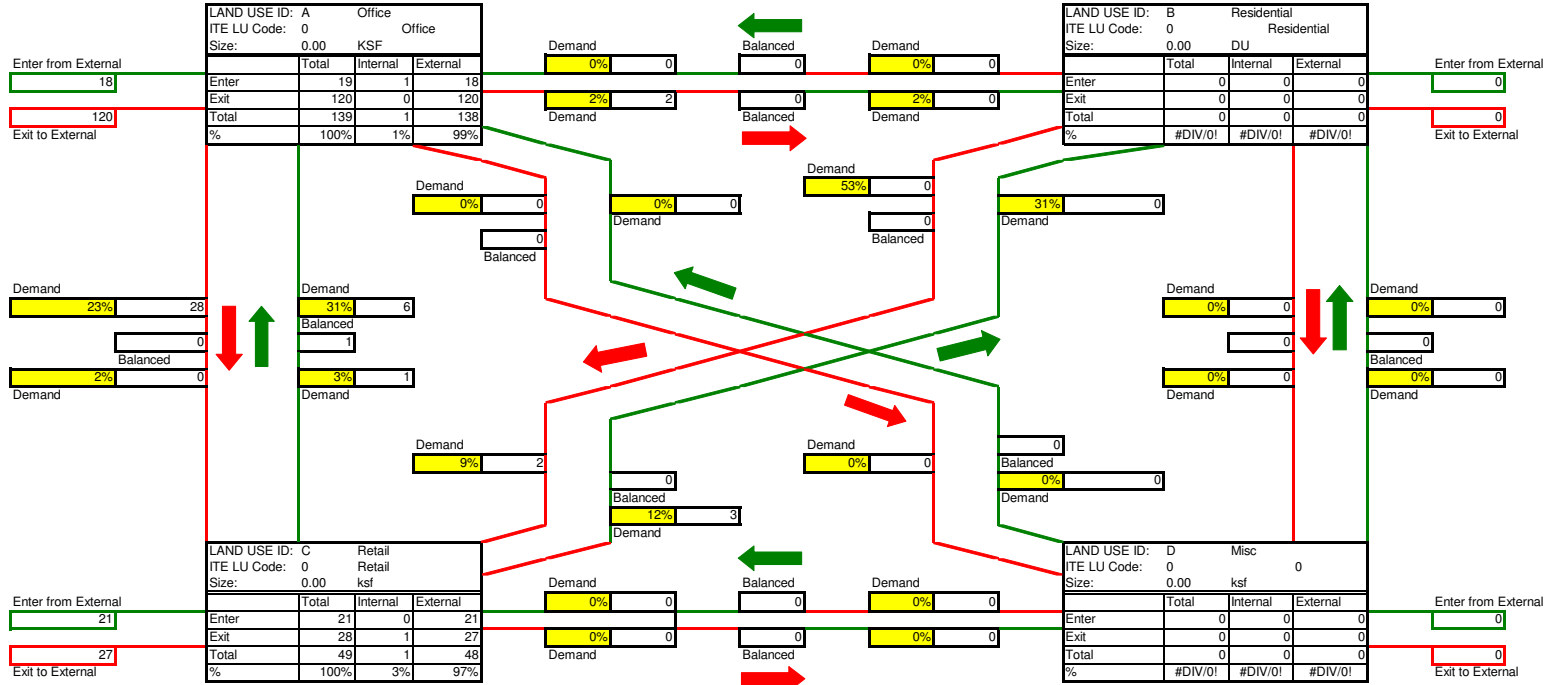 LAND USE ID: A Office
ITE LU Code: 0 Office
Size: 0.00 KSF
Total Internal External
Enter 19 1 18
Exit 120 0 120
Total 139 1 138
% 100% 1% 99%
Enter from External
18
120
Exit to External
Demand Balanced Demand
0% 0 0 0% 0
2% 2 0 2% 0
Demand Balanced Demand
LAND USE ID: B Residential
ITE LU Code: 0 Residential
Size: 0.00 DU
Total Internal External
Enter 0 0 0
Exit 0 0 0
Total 0 0 0
% #DIV/0! #DIV/0! #DIV/0!
Enter from External
0
0
Exit to External
Demand
0% 0
0
Balanced
0% 0
Demand
Demand
53% 0
0
Balanced
31% 0
Demand
Demand
23% 28
0
Balanced
2% 0
Demand
31% 6
Balanced
1
3% 1
Demand
Demand
0% 0
0
0% 0
Demand
Demand
0% 0
0
Balanced
0% 0
Demand
Demand
9% 2
0
Balanced
12% 3
Demand
Demand
0% 0
0
Balanced
0% 0
Demand
LAND USE ID: C Retail
ITE LU Code: 0 Retail
Size: 0.00 ksf
Total Internal External
Enter 21 0 21
Exit 28 1 27
Total 49 1 48
% 100% 3% 97%
Enter from External
21
27
Exit to External
Demand Balanced Demand
0% 0 0 0% 0
0% 0 0 0% 0
Demand Balanced Demand
LAND USE ID: D Misc
ITE LU Code: 0 0
Size: 0.00 ksf
Total Internal External
Enter 0 0 0
Exit 0 0 0
Total 0 0 0
% #DIV/0! #DIV/0! #DIV/0!
Enter from External
0
0
Exit to External